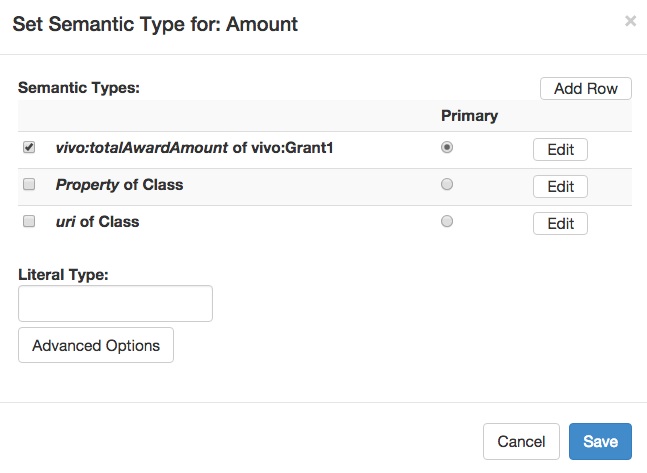 Set Semantic Type for: Amount ×
Semantic Types: Add Row
Primary
vivo:totalAwardAmount of vivo:Grant1 Edit
Property of Class Edit
uri of Class Edit
Literal Type:
Advanced Options
Cancel Save